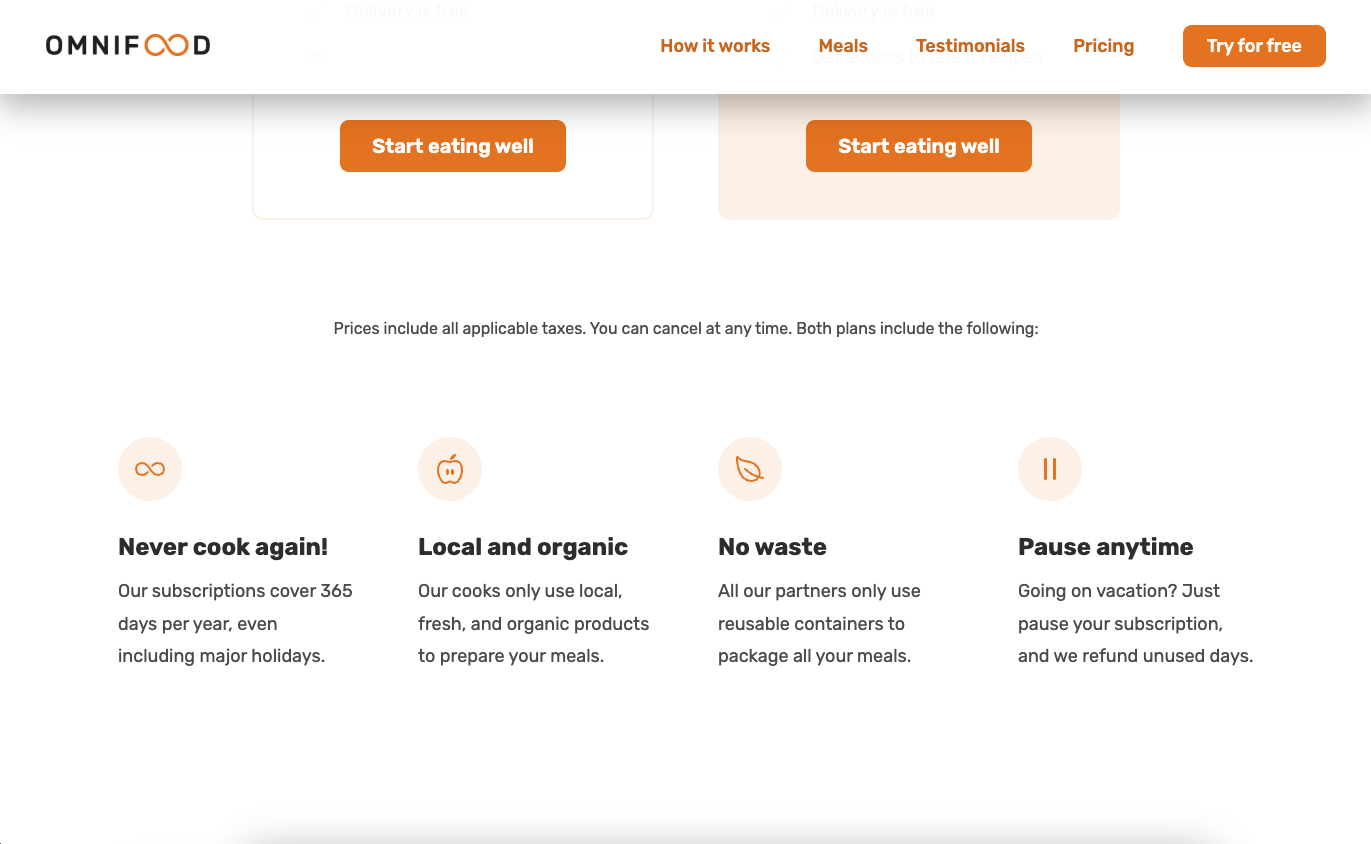 Delivery is free
Delivery is free
OMNIFOOD
How it works
Meals
Testimonials
Pricing
Try for free
Get access to latest recipes
Start eating well
Start eating well
Prices include all applicable taxes. You can cancel at any time. Both plans include the following:
Never cook again!
Our subscriptions cover 365
days per year, even
including major holidays.
Local and organic
Our cooks only use local,
fresh, and organic products
to prepare your meals.
No waste
All our partners only use
reusable containers to
package all your meals.
Pause anytime
Going on vacation? Just
pause your subscription,
and we refund unused days.